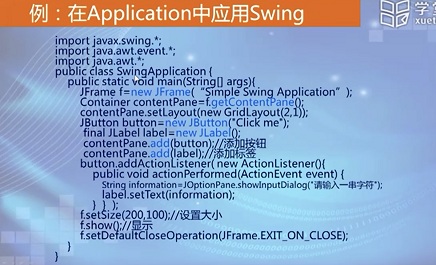 例：在Application中应用Swing
学
xuet
import javax.swing.*;
import java.awt.event.*;
import java.awt.*;
public class SwingApplication {
public static void main(String[] args){
JFrame f=new JFrame(“Simple Swing Application”);
Container contentPane=f.getContentPane();
contentPane.setLayout(new GridLayout(2,1));
JButton button=new JButton("Click me");
final JLabel label=new JLabel();
contentPane.add(button);//添加按钮
contentPane.add(label);//添加标签
button.addActionListener( new ActionListener(){
public void actionPerformed(ActionEvent event) {
String information=JOptionPane.showInputDialog("请输入一串字符");
label.setText(information);
} } );
f.setSize(200,100);//设置大小
f.show();//显示
f.setDefaultCloseOperation(JFrame.EXIT_ON_CLOSE);
}
}